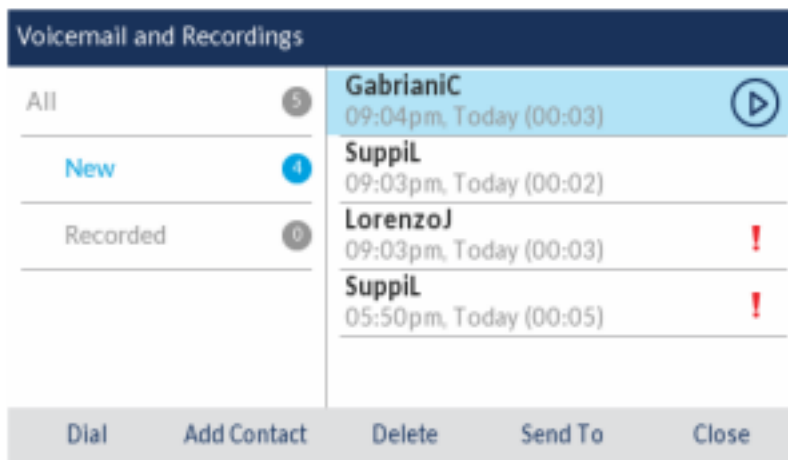 Voicemail and Recordings
All 5
New 4
Recorded 0
GabrianiC
09:04pm, Today (00:03)
SuppiL
09:03pm, Today (00:02)
LorenzoJ
09:03pm, Today (00:03)
!
SuppiL
05:50pm, Today (00:05)
!
Dial Add Contact Delete Send To Close